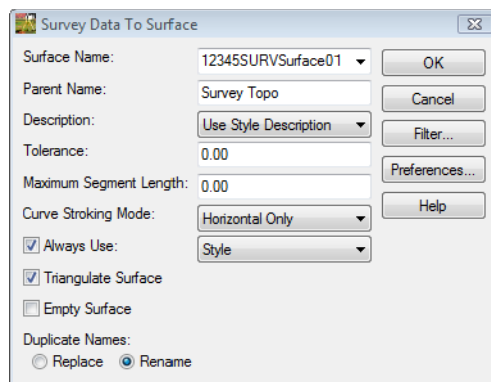 Survey Data To Surface
Surface Name: 12345SURVSurface01 OK
Parent Name: Survey Topo Cancel
Description: Use Style Description Filter...
Tolerance: 0.00 Preferences...
Maximum Segment Length: 0.00 Help
Curve Stroking Mode: Horizontal Only
Always Use: Style
Triangulate Surface
Empty Surface
Duplicate Names:
Replace Rename